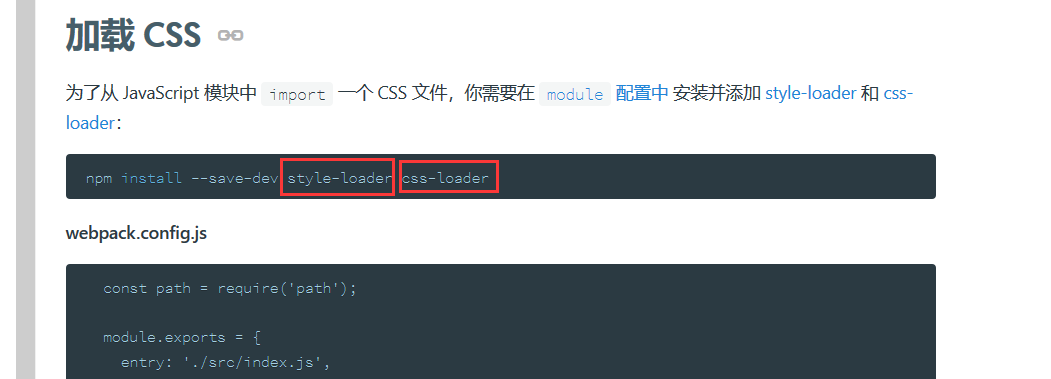 加载 CSS
为了从 JavaScript 模块中 import 一个 CSS 文件，你需要在 module 配置中 安装并添加 style-loader 和 css-
loader：
npm install --save-dev style-loader css-loader
webpack.config.js
const path = require('path');
module.exports = {
entry: './src/index.js',